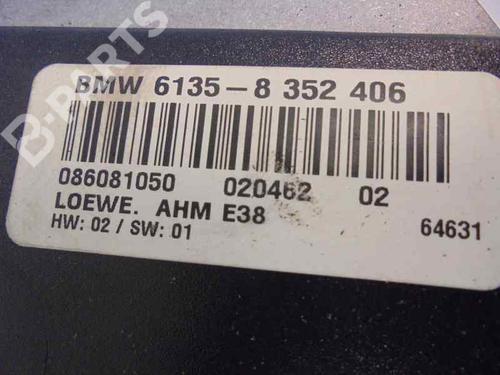 B-PARTS
BMW 6135-8 352 406
086081050 020462 02
LOEWE. AHM E38
HW: 02 / SW: 01 64631